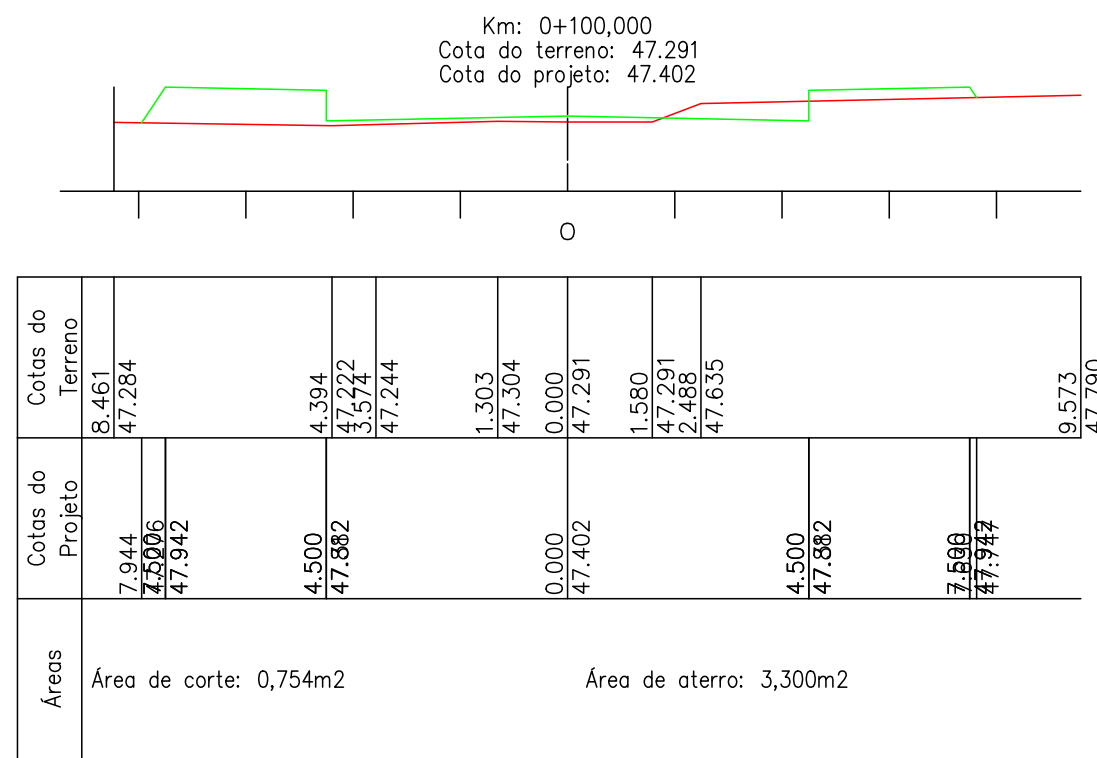 Km: 0+100,000
Cota do terreno: 47.291
Cota do projeto: 47.402
O
Cotas do
Terreno
8.461
47.284
4.394
47.222
3.574
47.244
1.303
47.304
0.000
47.291
1.580
47.291
2.488
47.635
9.573
47.790
Cotas do
Projeto
7.944
47.942
4.500
0.000
47.402
4.500
Áreas
Área de corte: 0,754m2
Área de aterro: 3,300m2